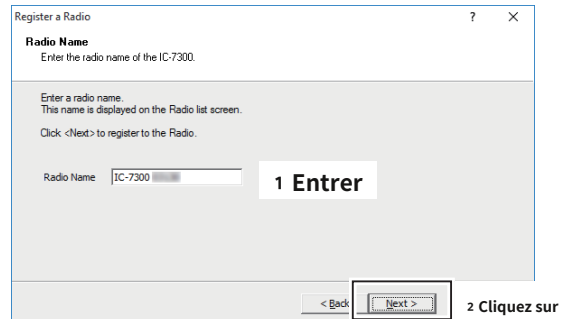 Register a Radio ? X
Radio Name
Enter the radio name of the IC-7300.
Enter a radio name.
This name is displayed on the Radio list screen.
Click <Next> to register to the Radio.
Radio Name IC-7300
1 Entrer
< Back Next >
2 Cliquez sur